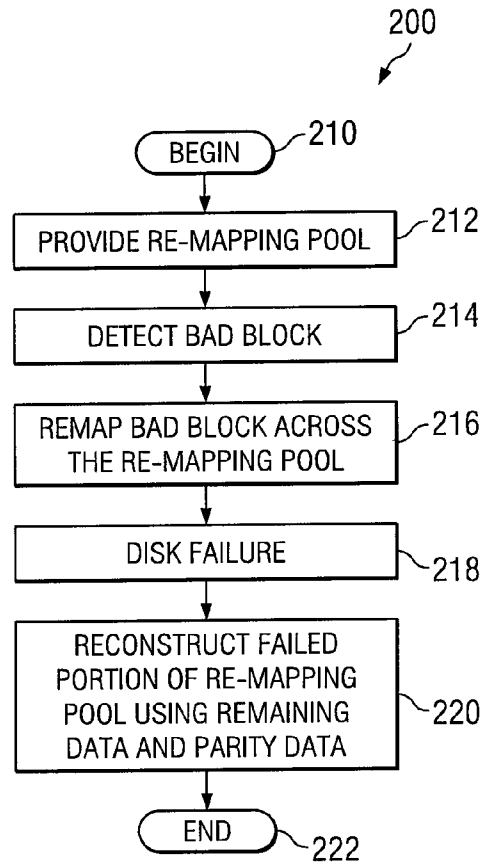 200
BEGIN
210
PROVIDE RE-MAPPING POOL
212
DETECT BAD BLOCK
214
REMAP BAD BLOCK ACROSS
THE RE-MAPPING POOL
216
DISK FAILURE
218
RECONSTRUCT FAILED
PORTION OF RE-MAPPING
POOL USING REMAINING
DATA AND PARITY DATA
220
END
222